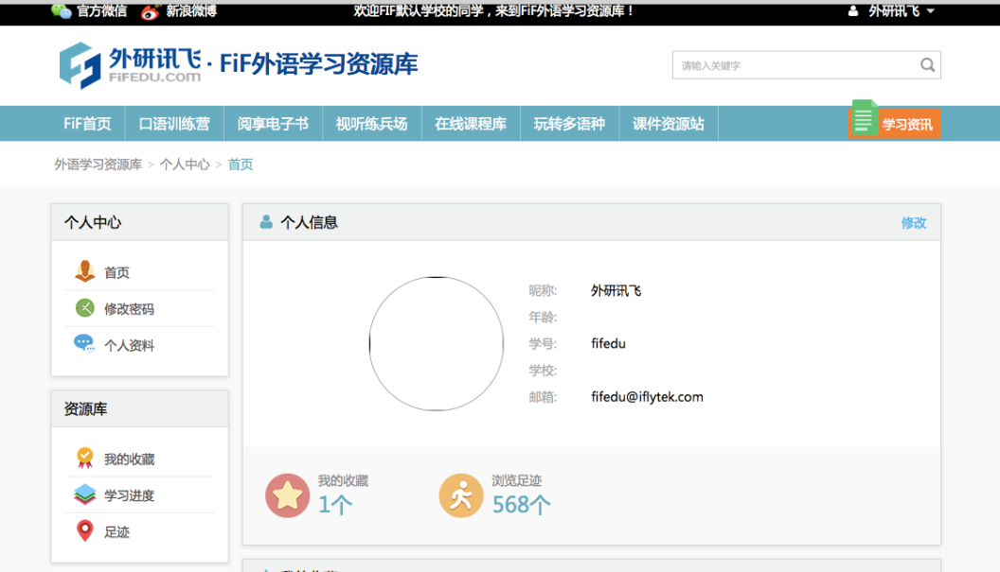 官方微信 新浪微博 欢迎FIF默认学校的同学，来到FiF外语学习资源库！ 外研讯飞
外研讯飞 · FiF外语学习资源库
FiFEDU.COM
请输入关键字
FiF首页 口语训练营 阅享电子书 视听练兵场 在线课程库 玩转多语种 课件资源站 学习资讯
外语学习资源库 > 个人中心 > 首页
个人中心
首页
修改密码
个人资料
资源库
我的收藏
学习进度
足迹
个人信息 修改
昵称: 外研讯飞
年龄:
学号: fifedu
学校:
邮箱: fifedu@iflytek.com
我的收藏 浏览足迹
1个 568个